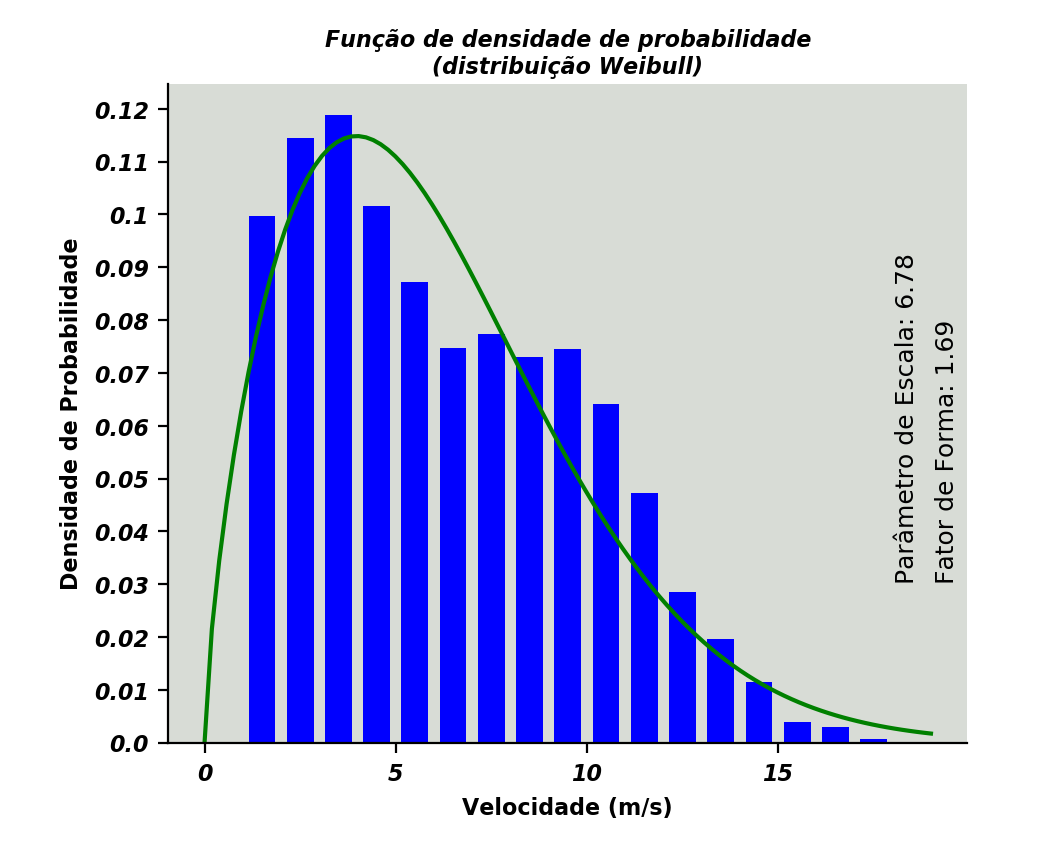 Função de densidade de probabilidade
(distribuição Weibull)
Densidade de Probabilidade
0.12
0.11
0.1
0.09
0.08
0.07
0.06
0.05
0.04
0.03
0.02
0.01
0.0
0
5
10
15
Velocidade (m/s)
Parâmetro de Escala: 6.78
Fator de Forma: 1.69